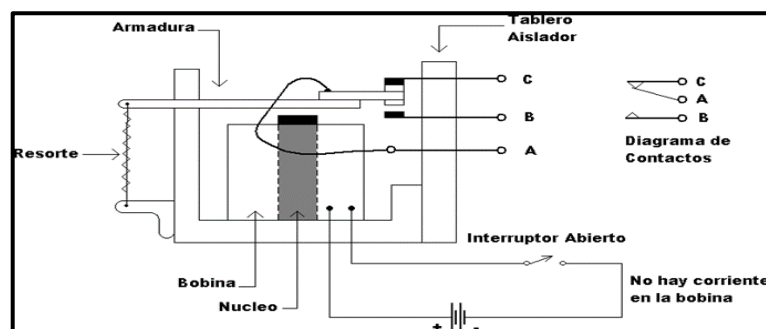 Tablero
Aislador
Armadura
C
B
A
C
A
B
Diagrama de
Contactos
Resorte
Interruptor Abierto
No hay corriente
en la bobina
Bobina
Nucleo
+ -